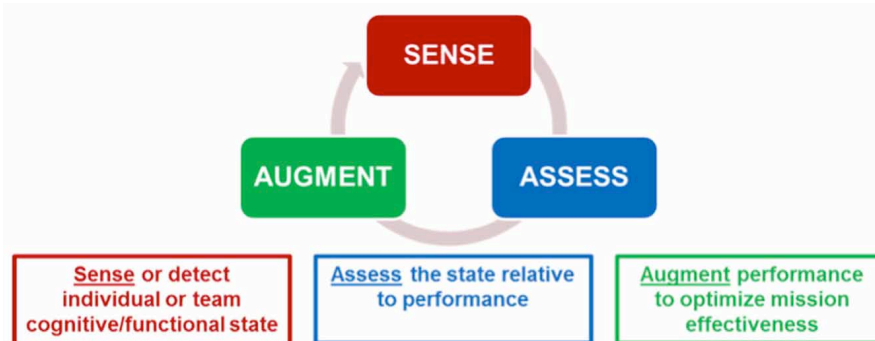 SENSE
AUGMENT
ASSESS
Sense or detect
individual or team
cognitive/functional state
Assess the state relative
to performance
Augment performance
to optimize mission
effectiveness